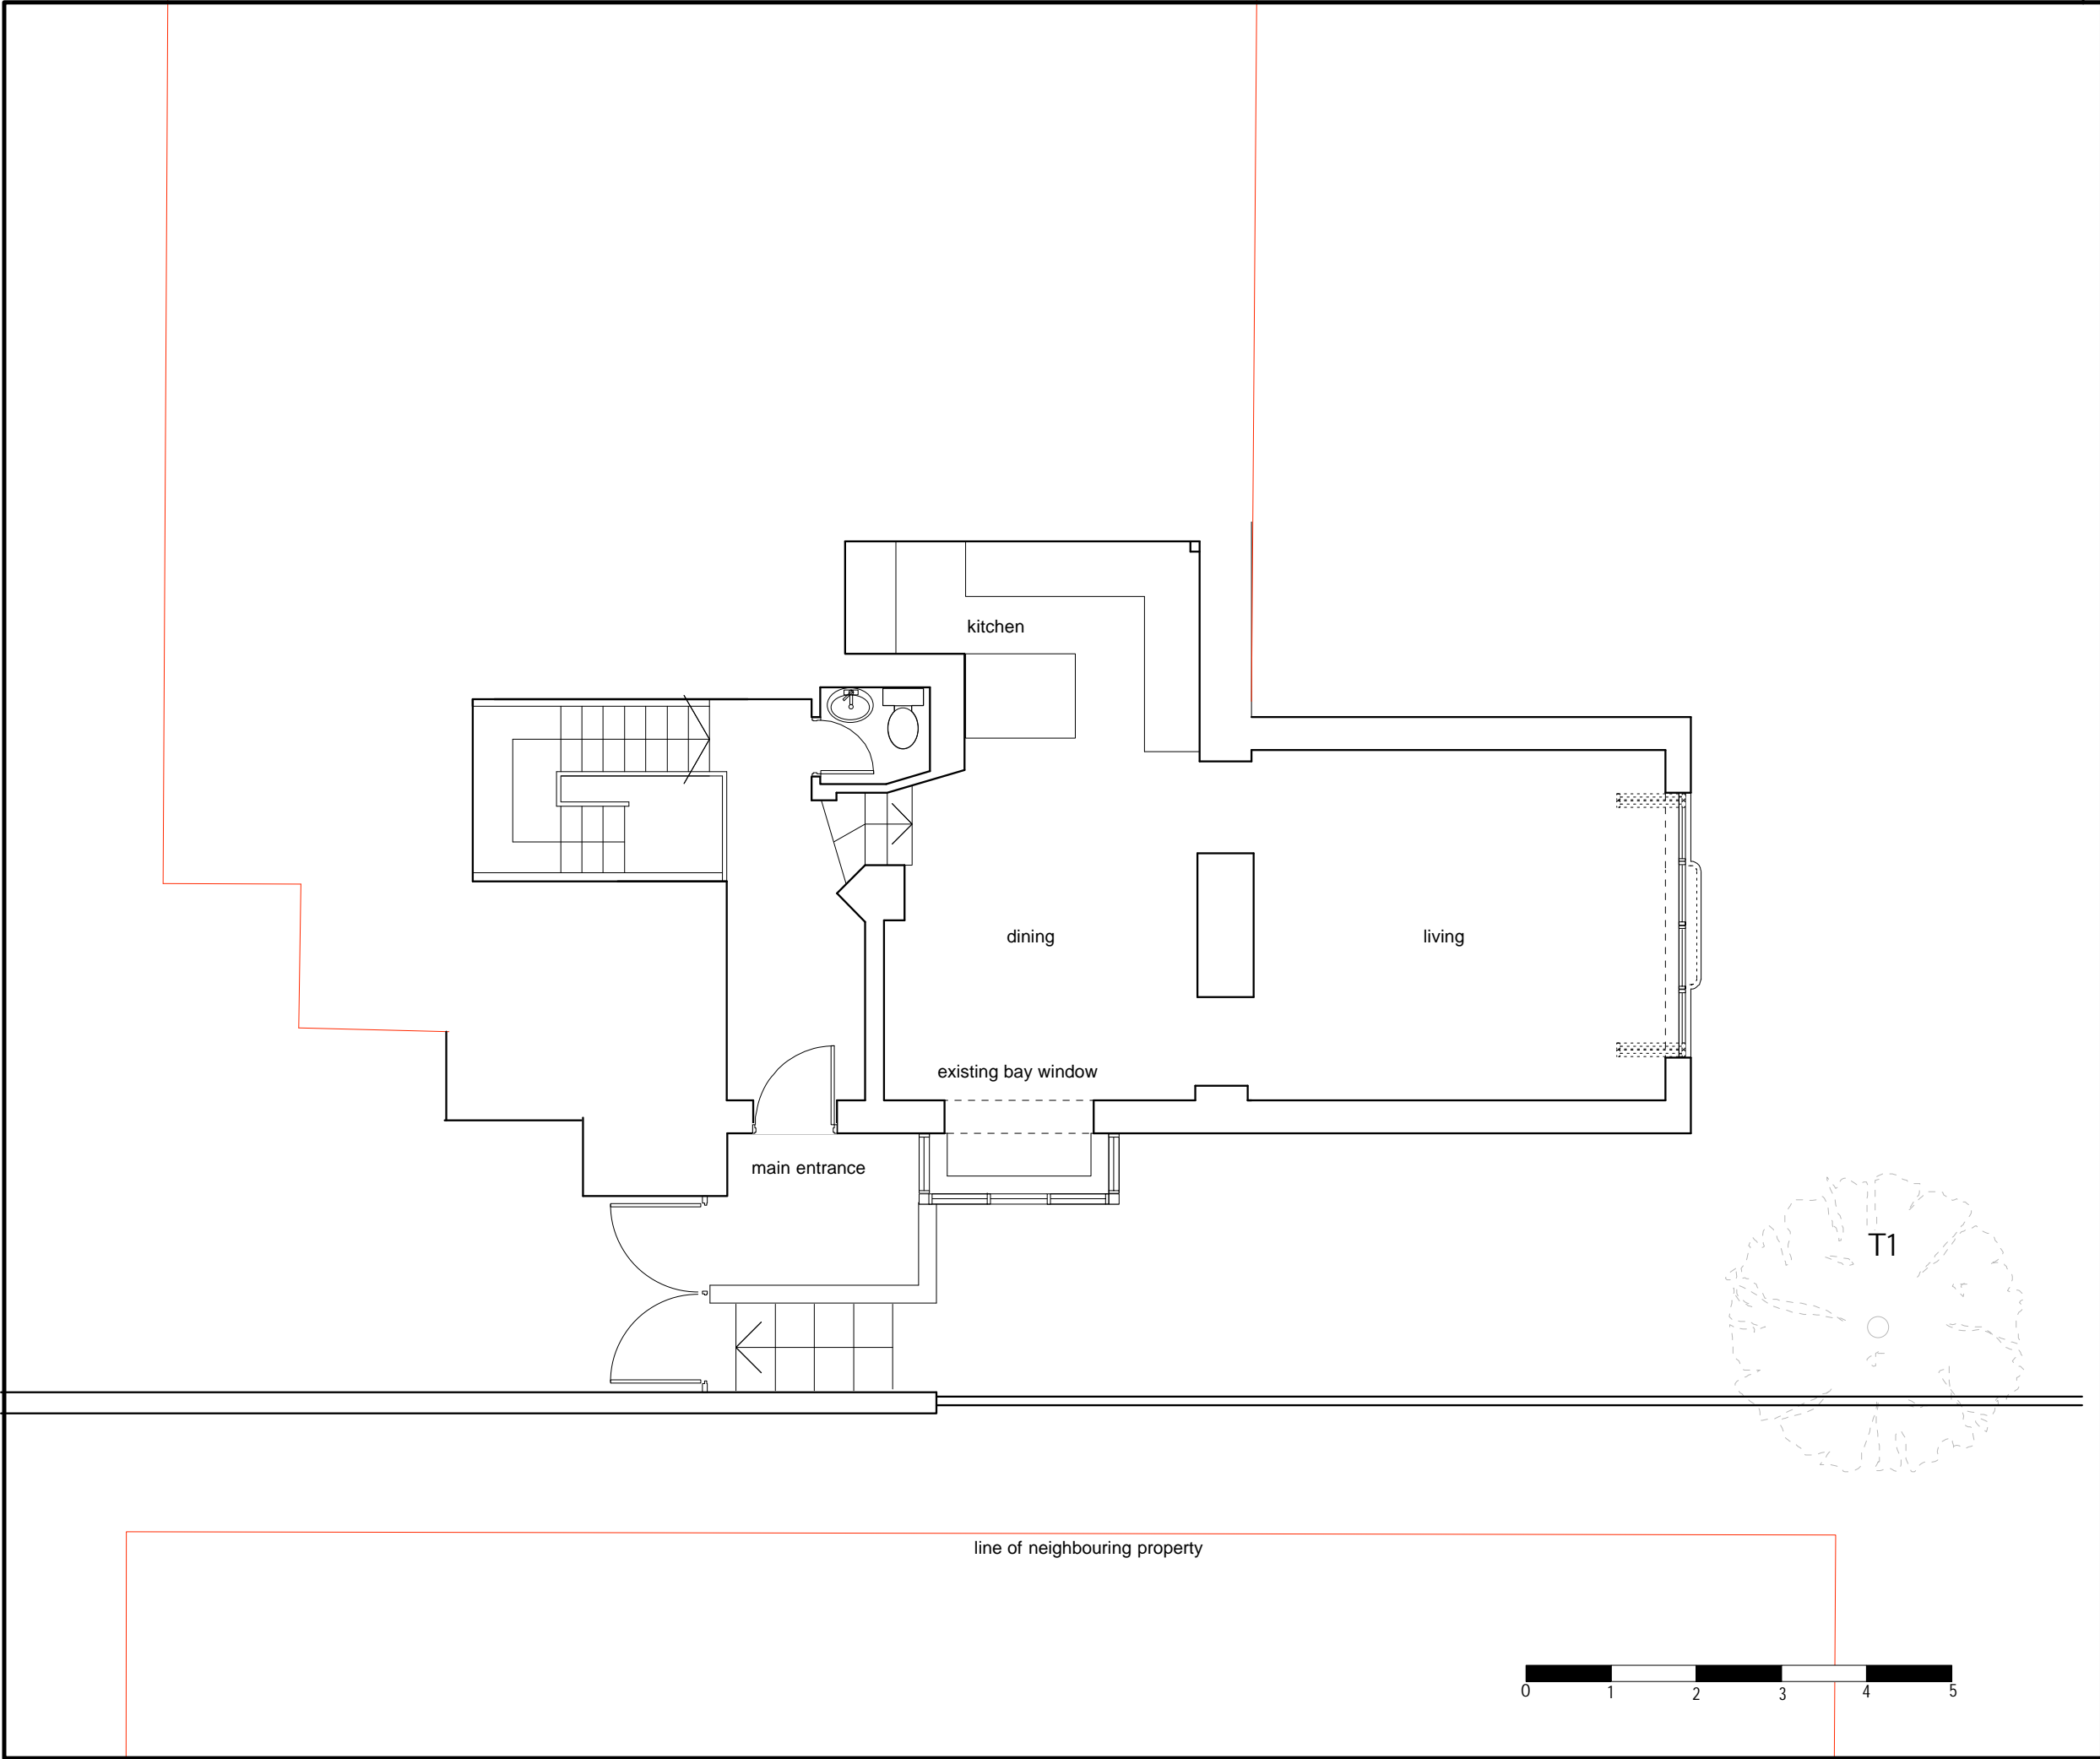 kitchen
dining
living
existing bay window
main entrance
T1
line of neighbouring property
0 1 2 3 4 5